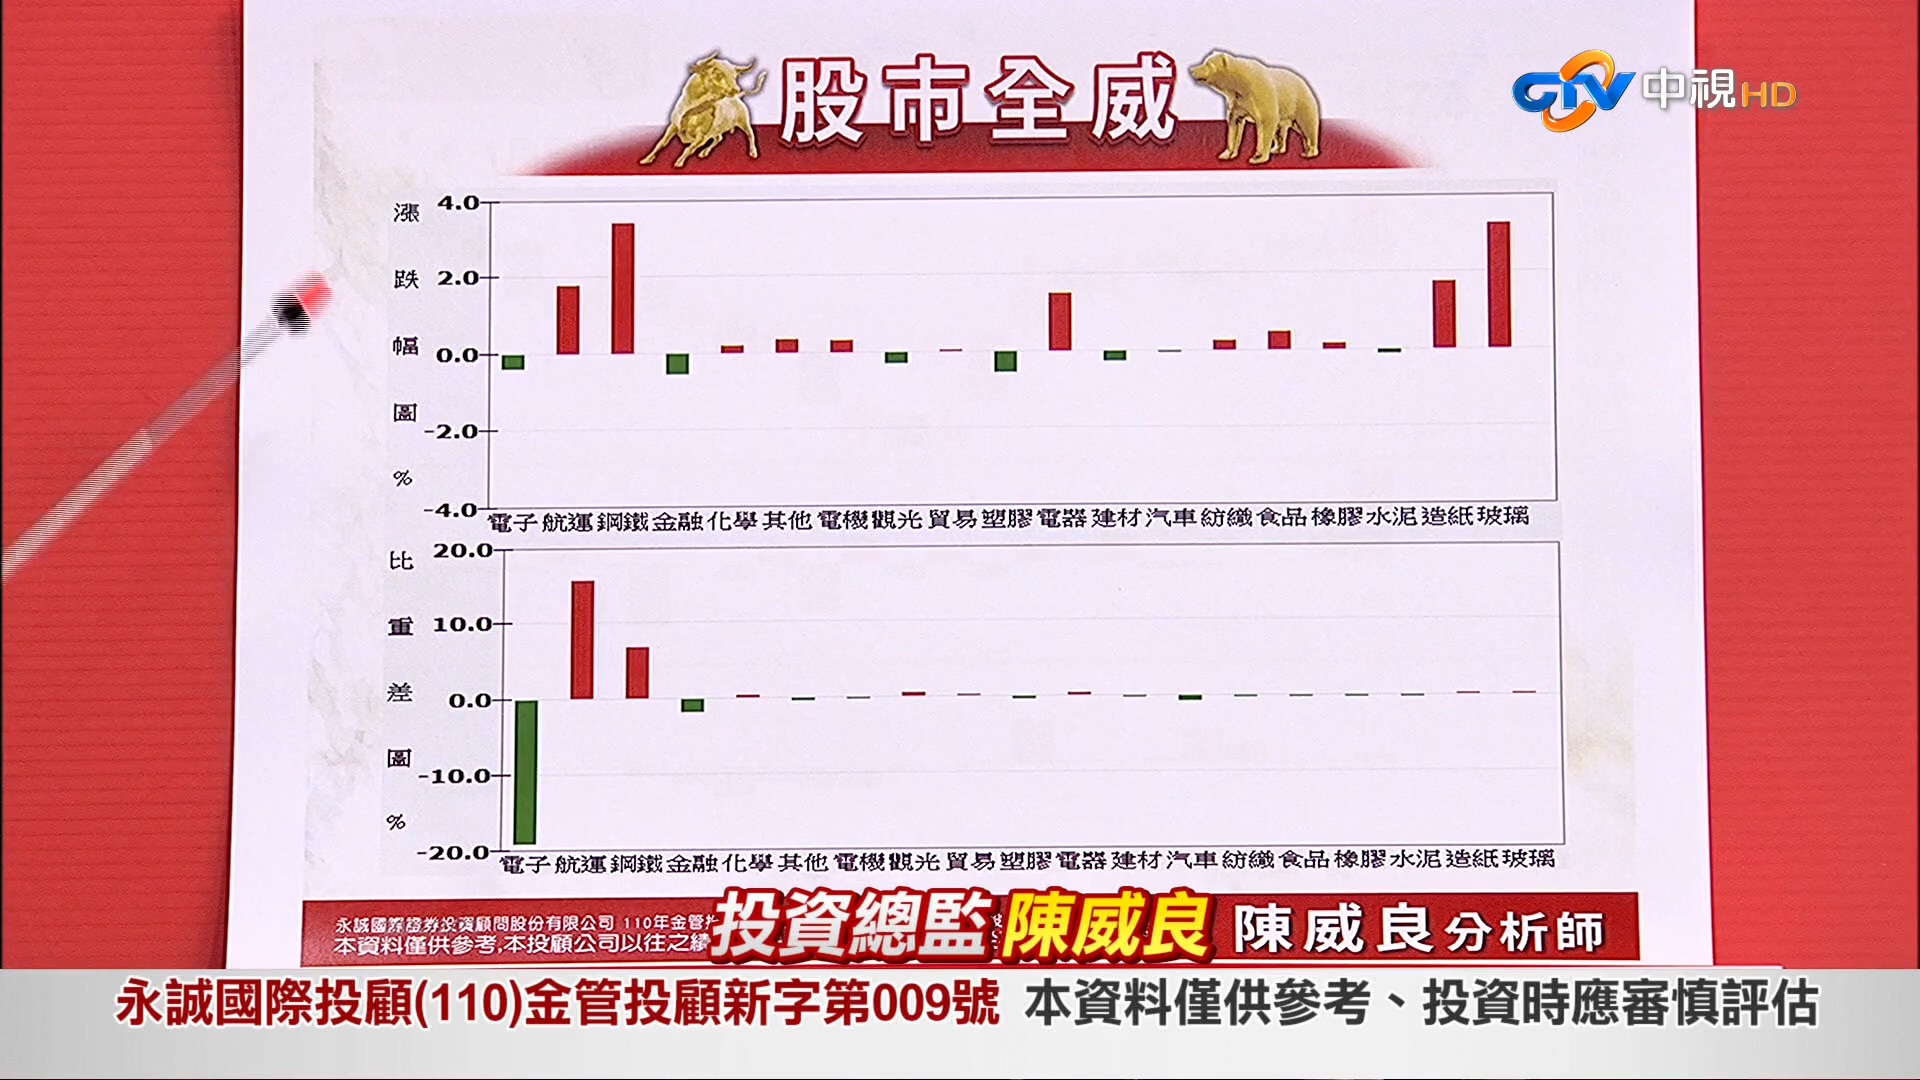 股市全威
CTV中視HD
漲跌幅圖%
4.0
2.0
0.0
-2.0
-4.0
電子 航運 鋼鐵 金融 化學 其他 電機 觀光 貿易 塑膠 電器 建材 汽車 紡織 食品 橡膠 水泥 造紙 玻璃
比重差圖%
20.0
10.0
0.0
-10.0
-20.0
電子 航運 鋼鐵 金融 化學 其他 電機 觀光 貿易 塑膠 電器 建材 汽車 紡織 食品 橡膠 水泥 造紙 玻璃
永誠國際證券投資顧問股份有限公司 110年金管
本資料僅供參考,本投顧公司以往之績
投資總監 陳威良
陳威良分析師
永誠國際投顧(110)金管投顧新字第009號 本資料僅供參考、投資時應審慎評估